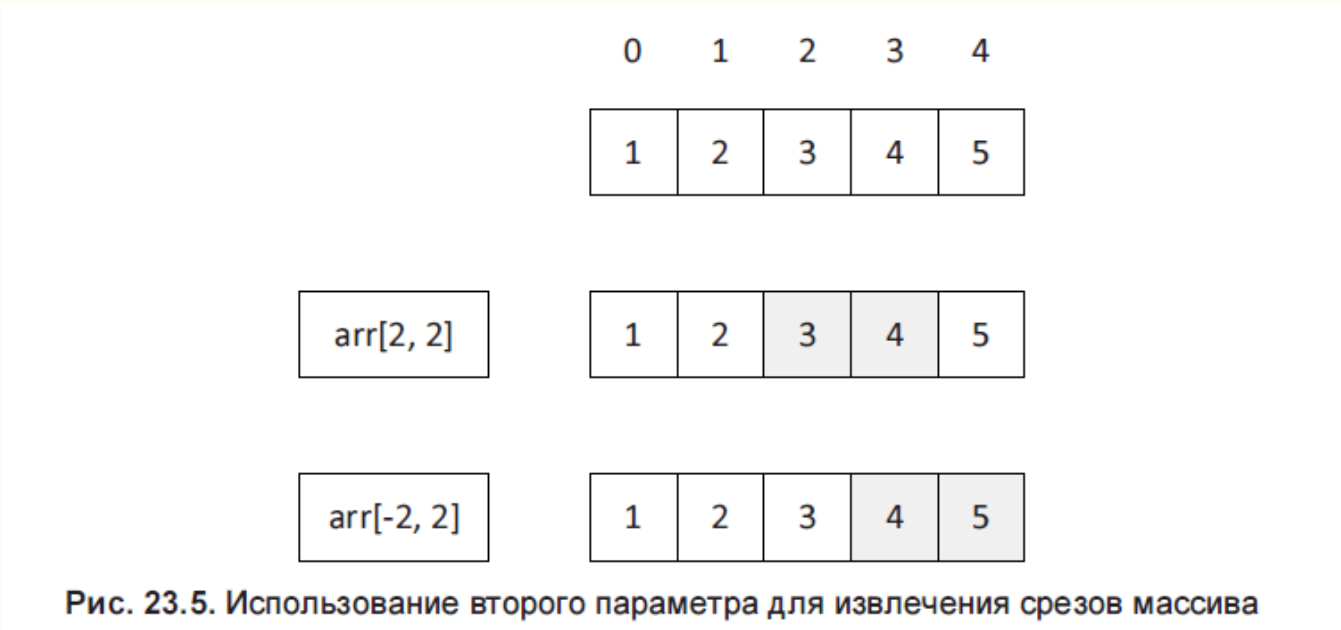 0 1 2 3 4
1 2 3 4 5
arr[2, 2] 1 2 3 4 5
arr[-2, 2] 1 2 3 4 5
Рис. 23.5. Использование второго параметра для извлечения срезов массива